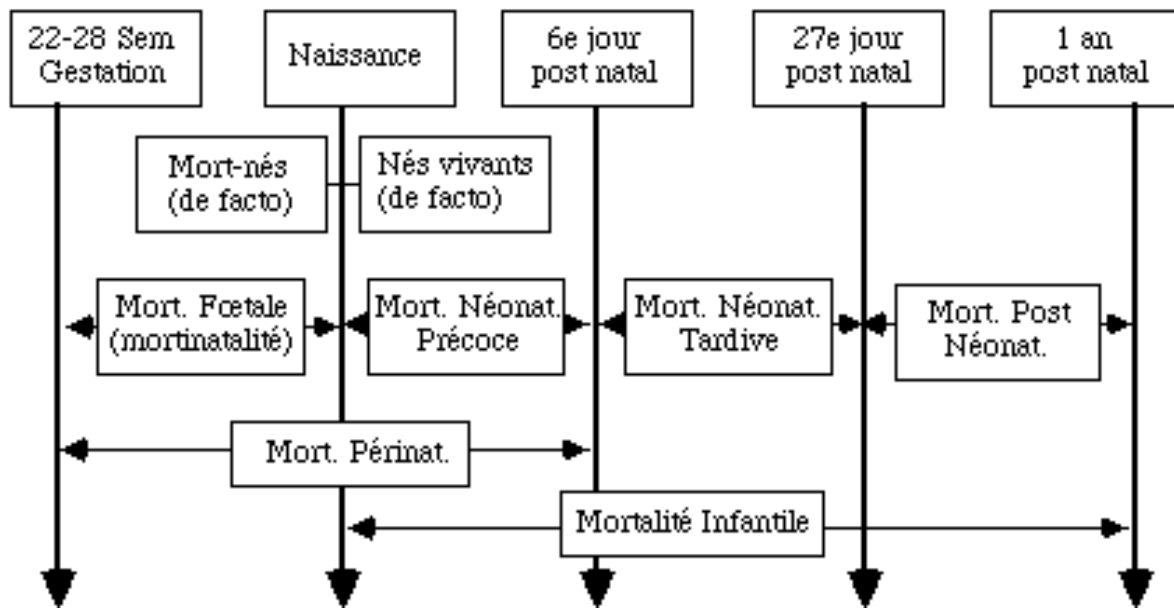 22-28 Sem
Gestation
Naissance
6e jour
post natal
27e jour
post natal
1 an
post natal
Mort-nés
(de facto)
Nés vivants
(de facto)
Mort. Fœtale
(mortinatalité)
Mort. Néonat.
Précoce
Mort. Néonat.
Tardive
Mort. Post
Néonat.
Mort. Périnat.
Mortalité Infantile